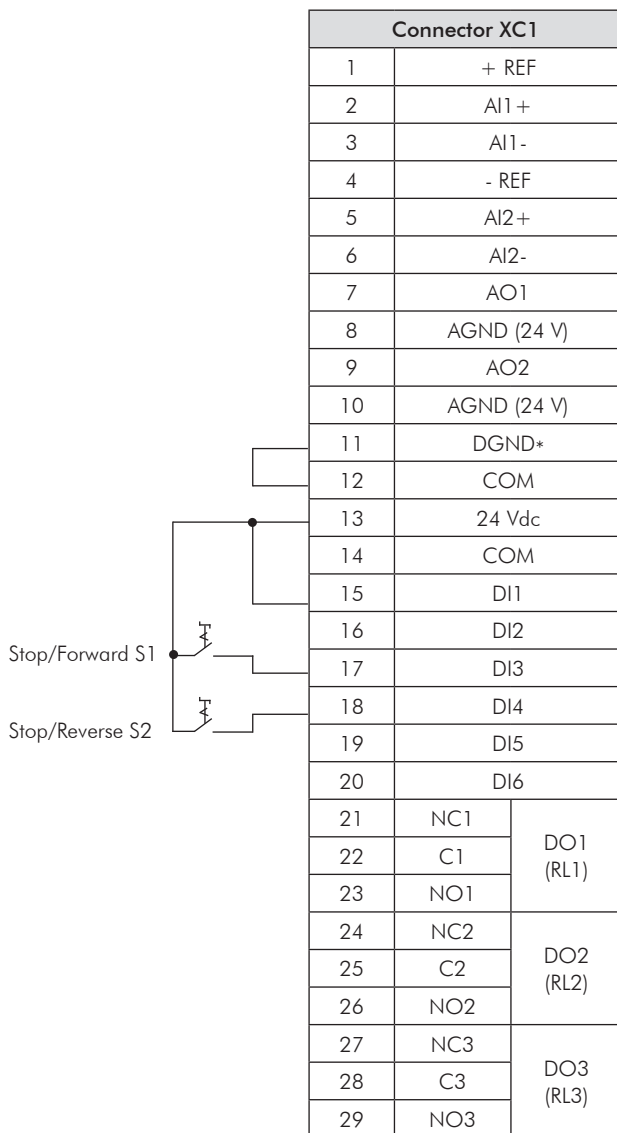 Connector XC1
1 + REF
2 AI1+
3 AI1-
4 - REF
5 AI2+
6 AI2-
7 AO1
8 AGND (24 V)
9 AO2
10 AGND (24 V)
11 DGND*
12 COM
13 24 Vdc
14 COM
15 DI1
16 DI2
Stop/Forward S1
17 DI3
18 DI4
Stop/Reverse S2
19 DI5
20 DI6
21 NC1
22 C1
23 NO1
DO1
(RL1)
24 NC2
25 C2
26 NO2
DO2
(RL2)
27 NC3
28 C3
29 NO3
DO3
(RL3)